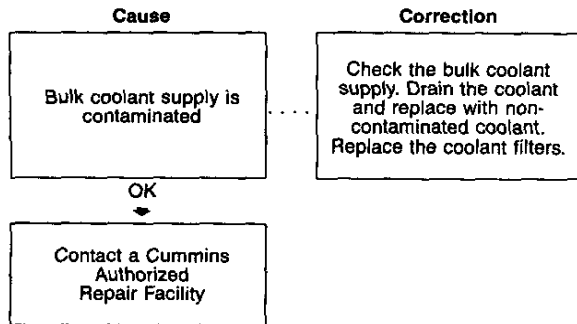 Cause
Correction
Bulk coolant supply is
contaminated
Check the bulk coolant
supply. Drain the coolant
and replace with non-
contaminated coolant.
Replace the coolant filters.
OK
Contact a Cummins
Authorized
Repair Facility